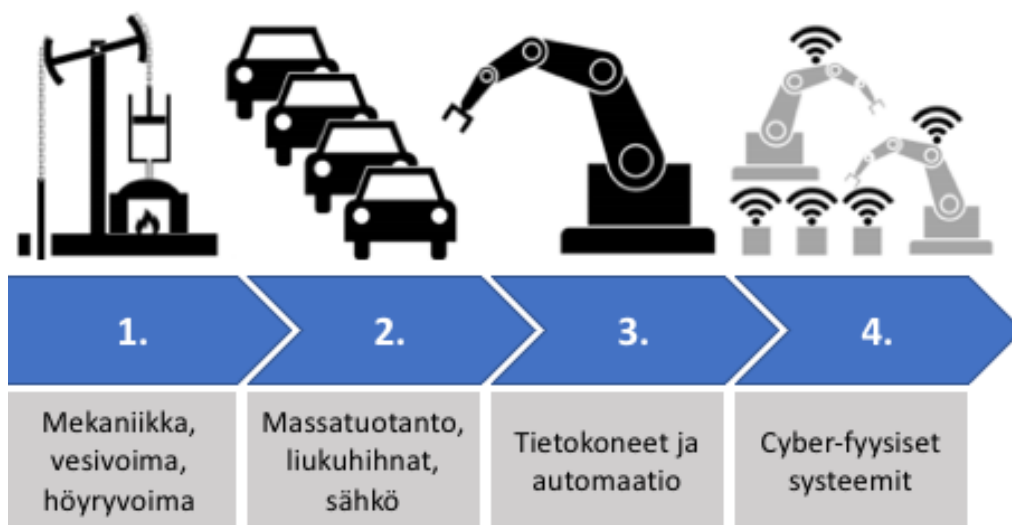 1.
2.
3.
4.
Mekaniikka,
vesivoima,
höyryvoima
Massatuotanto,
liukuhihnat,
sähkö
Tietokoneet ja
automaatio
Cyber-fyysiset
systeemit